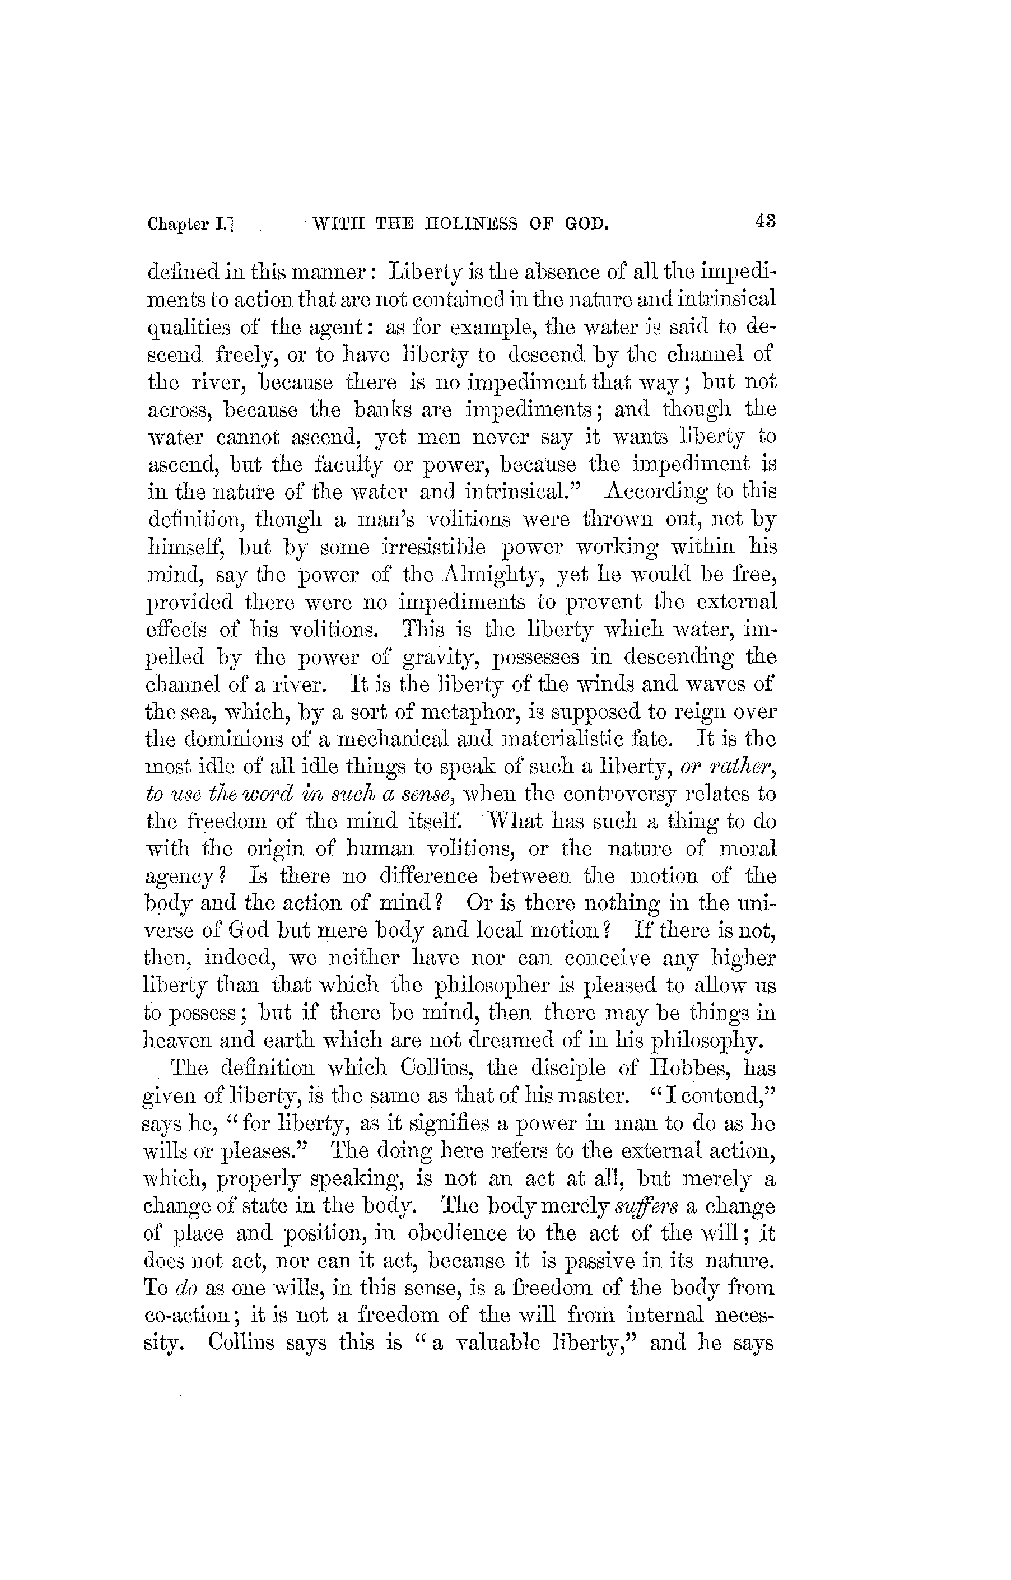 Chapter I.] WITH THE HOLINESS OF GOD. 43
defined in this manner: Liberty is the absence of all the impedi-
ments to action that are not contained in the nature and intrinsical
qualities of the agent: as for example, the water is said to de-
scend freely, or to have liberty to descend by the channel of
the river, because there is no impediment that way; but not
across, because the banks are impediments; and though the
water cannot ascend, yet men never say it wants liberty to
ascend, but the faculty or power, because the impediment is
in the nature of the water and intrinsical.” According to this
definition, though a man’s volitions were thrown out, not by
himself, but by some irresistible power working within his
mind, say the power of the Almighty, yet he would be free,
provided there were no impediments to prevent the external
effects of his volitions. This is the liberty which water, im-
pelled by the power of gravity, possesses in descending the
channel of a river. It is the liberty of the winds and waves of
the sea, which, by a sort of metaphor, is supposed to reign over
the dominions of a mechanical and materialistic fate. It is the
most idle of all idle things to speak of such a liberty, or rather,
to use the word in such a sense, when the controversy relates to
the freedom of the mind itself. What has such a thing to do
with the origin of human volitions, or the nature of moral
agency? Is there no difference between the motion of the
body and the action of mind? Or is there nothing in the uni-
verse of God but mere body and local motion? If there is not,
then, indeed, we neither have nor can conceive any higher
liberty than that which the philosopher is pleased to allow us
to possess; but if there be mind, then there may be things in
heaven and earth which are not dreamed of in his philosophy.
The definition which Collins, the disciple of Hobbes, has
given of liberty, is the same as that of his master. “I contend,”
says he, “for liberty, as it signifies a power in man to do as he
wills or pleases.” The doing here refers to the external action,
which, properly speaking, is not an act at all, but merely a
change of state in the body. The body merely suffers a change
of place and position, in obedience to the act of the will; it
does not act, nor can it act, because it is passive in its nature.
To do as one wills, in this sense, is a freedom of the body from
co-action; it is not a freedom of the will from internal neces-
sity. Collins says this is “a valuable liberty,” and he says